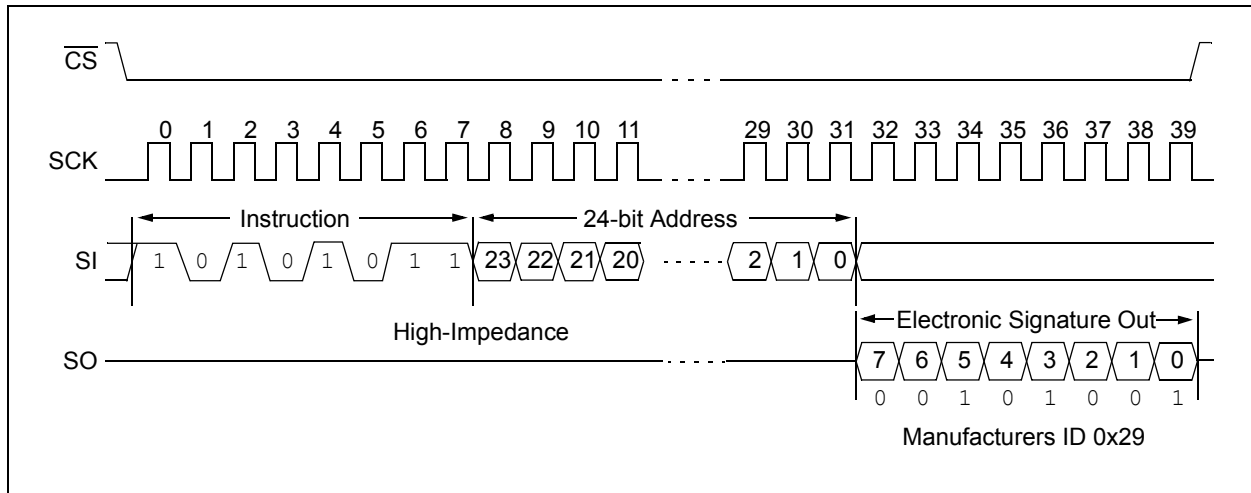 CS
0 1 2 3 4 5 6 7 8 9 10 11 29 30 31 32 33 34 35 36 37 38 39
SCK
Instruction 24-bit Address
SI 1 0 1 0 1 0 1 1 23 22 21 20 2 1 0
High-Impedance Electronic Signature Out
SO 7 6 5 4 3 2 1 0
0 0 1 0 1 0 0 1
Manufacturers ID 0x29